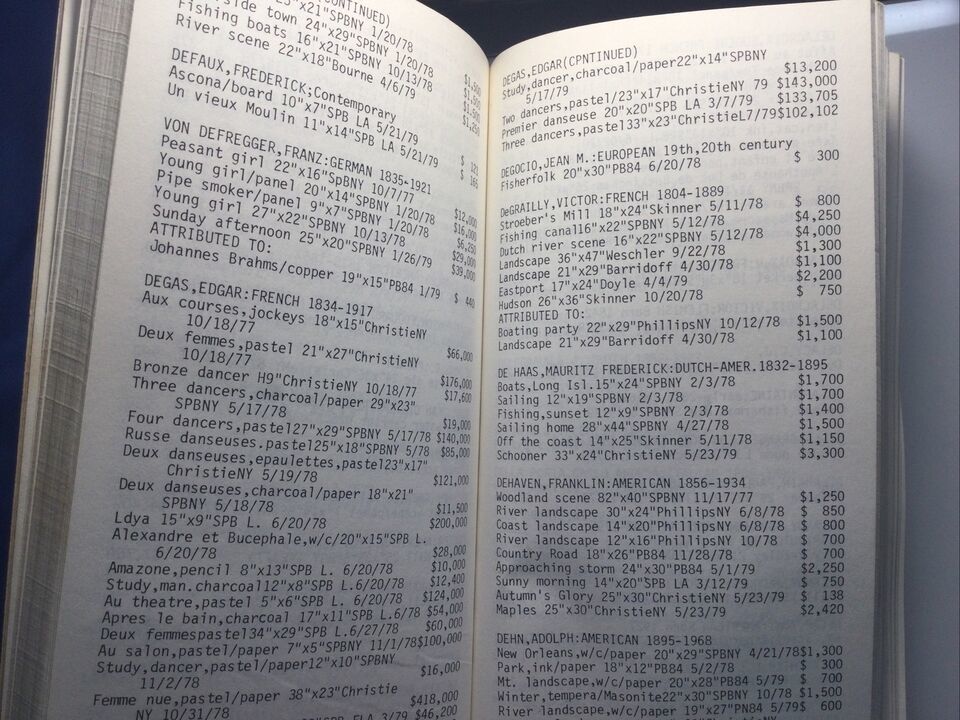 (CONTINUED)
25"x21"SPBNY 1/20/78
side town 24"x29"SPBNY 1/20/78
Fishing boats 16"x21"SPBNY 10/13/78
River scene 22"x18"Bourne 4/6/79 $1,250
DEFAUX,FREDERICK;Contemporary
Ascona/board 10"x7"SPB LA 5/21/79 $ 121
Un vieux Moulin 11"x14"SPB LA 5/21/79 $ 166
VON DEFREGGER,FRANZ:GERMAN 1835-1921
Peasant girl 22"x16"SpBNY 10/7/77 $12,000
Young girl/panel 20"x14"SPBNY 1/20/78 $16,000
Pipe smoker/panel 9"x7"SPBNY 1/20/78 $6,250
Young girl 27"x22"SPBNY 10/13/78 $29,000
Sunday afternoon 25"x20"SPBNY 1/26/79 $39,000
ATTRIBUTED TO:
Johannes Brahms/copper 19"x15"PB84 1/79 $ 440
DEGAS,EDGAR:FRENCH 1834-1917
Aux courses,jockeys 18"x15"ChristieNY
10/18/77 $66,000
Deux femmes,pastel 21"x27"ChristieNY
10/18/77 $176,000
Bronze dancer H9"ChristieNY 10/18/77 $17,600
Three dancers,charcoal/paper 29"x23"
SPBNY 5/17/78 $19,000
Four dancers,pastel27"x29"SPBNY 5/17/78 $140,000
Russe danseuses.pastel25"x18"SPBNY 5/78 $85,000
Deux danseuses,epaulettes,pastel23"x17"
ChristieNY 5/19/78 $121,000
Deux danseuses,charcoal/paper 18"x21"
SPBNY 5/18/78 $11,500
Ldya 15"x9"SPB L. 6/20/78 $200,000
Alexandre et Bucephale,w/c/20"x15"SPB L.
6/20/78 $28,000
Amazone,pencil 8"x13"SPB L. 6/20/78 $10,000
Study,man.charcoal12"x8"SPB L.6/20/78 $12,400
Au theatre,pastel 5"x6"SPB L. 6/20/78 $124,000
Apres le bain,charcoal 17"x11"SPB L.6/78 $54,000
Deux femmespastel34"x29"SPB L.6/27/78 $60,000
Au salon,pastel/paper 7"x5"SPBNY 11/1/78$100,000
Study,dancer,pastel/paper12"x10"SPBNY
11/2/78 $16,000
Femme nue,pastel/paper 38"x23"Christie
NY 10/31/78 $418,000
3/79 $46,200
DEGAS,EDGAR(CPNTINUED)
Study,dancer,charcoal/paper22"x14"SPBNY
5/17/79 $13,200
Two dancers,pastel/23"x17"ChristieNY 79 $143,000
Premier danseuse 20"x20"SPB LA 3/7/79 $133,705
Three dancers,pastel33"x23"ChristieL7/79$102,102
DEGOCIO,JEAN M.:EUROPEAN 19th,20th century
Fisherfolk 20"x30"PB84 6/20/78 $ 300
DeGRAILLY,VICTOR:FRENCH 1804-1889
Stroeber's Mill 18"x24"Skinner 5/11/78 $ 800
Fishing canal16"x22"SPBNY 5/12/78 $4,250
Dutch river scene 16"x22"SPBNY 5/12/78 $4,000
Landscape 36"x47"Weschler 9/22/78 $1,300
Landscape 21"x29"Barridoff 4/30/78 $1,100
Eastport 17"x24"Doyle 4/4/79 $2,200
Hudson 26"x36"Skinner 10/20/78 $ 750
ATTRIBUTED TO:
Boating party 22"x29"PhillipsNY 10/12/78 $1,500
Landscape 21"x29"Barridoff 4/30/78 $1,100
DE HAAS,MAURITZ FREDERICK:DUTCH-AMER.1832-1895
Boats,Long Isl.15"x24"SPBNY 2/3/78 $1,700
Sailing 12"x19"SPBNY 2/3/78 $1,700
Fishing,sunset 12"x9"SPBNY 2/3/78 $1,400
Sailing home 28"x44"SPBNY 4/27/78 $1,500
Off the coast 14"x25"Skinner 5/11/78 $1,150
Schooner 33"x24"ChristieNY 5/23/79 $3,300
DEHAVEN,FRANKLIN:AMERICAN 1856-1934
Woodland scene 82"x40"SPBNY 11/17/77 $1,250
River landscape 30"x24"PhillipsNY 6/8/78 $ 850
Coast landscape 14"x20"PhillipsNY 6/8/78 $ 800
River landscape 12"x16"PhillipsNY 10/78 $ 700
Country Road 18"x26"PB84 11/28/78 $ 700
Approaching storm 24"x30"PB84 5/1/79 $2,250
Sunny morning 14"x20"SPB LA 3/12/79 $ 750
Autumn's Glory 25"x30"ChristieNY 5/23/79 $ 138
Maples 25"x30"ChristieNY 5/23/79 $2,420
DEHN,ADOLPH:AMERICAN 1895-1968
New Orleans,w/c/paper 20"x29"SPBNY 4/21/78$1,300
Park,ink/paper 18"x12"PB84 5/2/78 $ 300
Mt. landscape,w/c/paper 20"x28"PB84 5/79 $ 700
Winter,tempera/Masonite22"x30"SPBNY 10/78 $1,500
River landscape,w/c/paper 19"x27"PN84 5/79$ 600